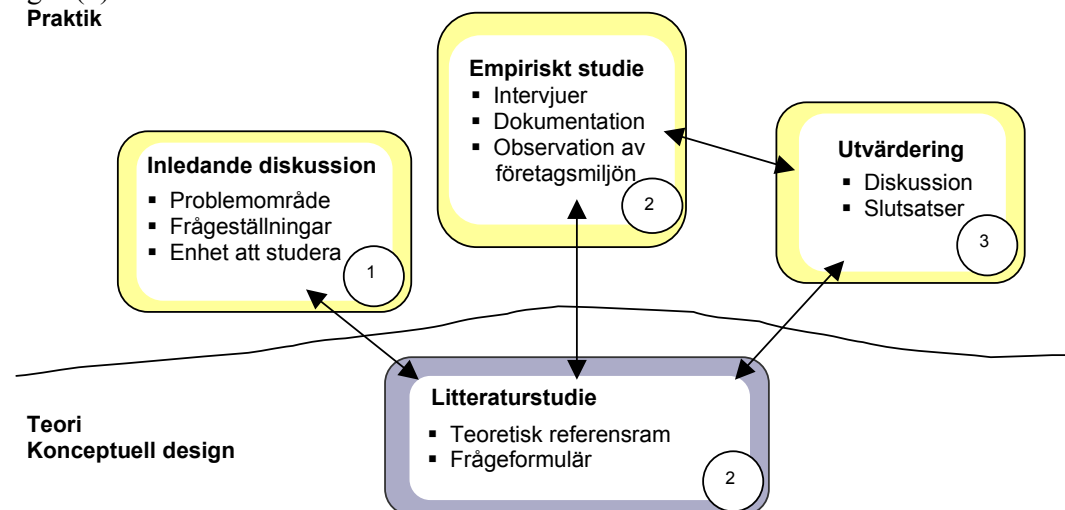 Praktik
Empiriskt studie
▪ Intervjuer
▪ Dokumentation
▪ Observation av
företagsmiljön
2
Inledande diskussion
▪ Problemområde
▪ Frågeställningar
▪ Enhet att studera
1
Utvärdering
▪ Diskussion
▪ Slutsatser
3
Teori
Konceptuell design
Litteraturstudie
▪ Teoretisk referensram
▪ Frågeformulär
2